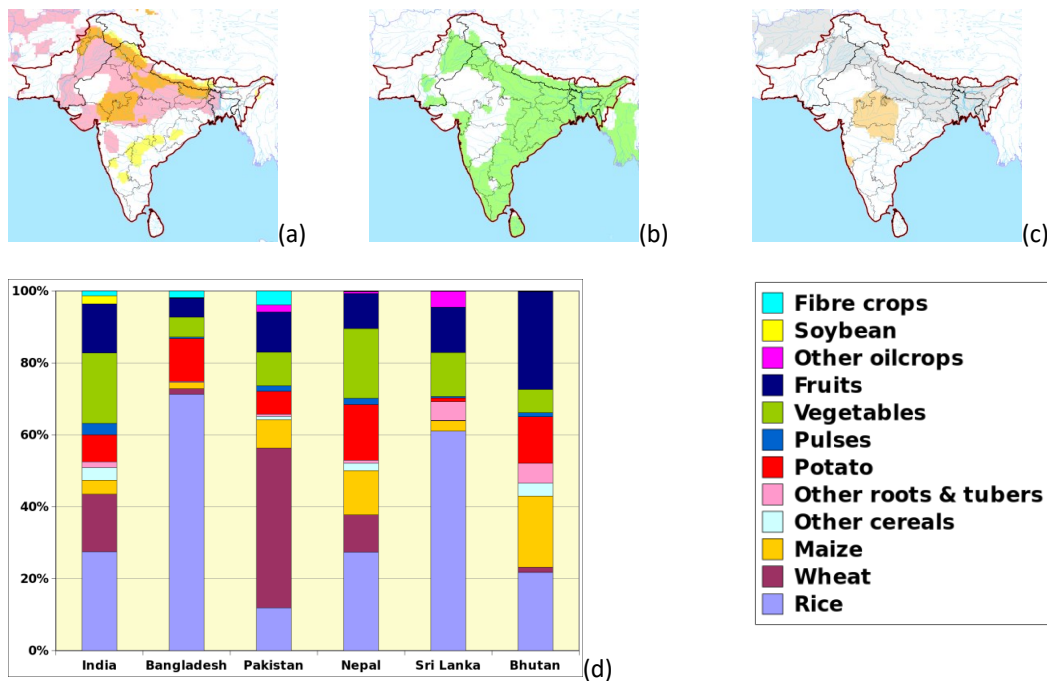 (a)
(b)
(c)
100%
80%
60%
40%
20%
0%
India Bangladesh Pakistan Nepal Sri Lanka Bhutan
(d)
Fibre crops
Soybean
Other oilcrops
Fruits
Vegetables
Pulses
Potato
Other roots & tubers
Other cereals
Maize
Wheat
Rice